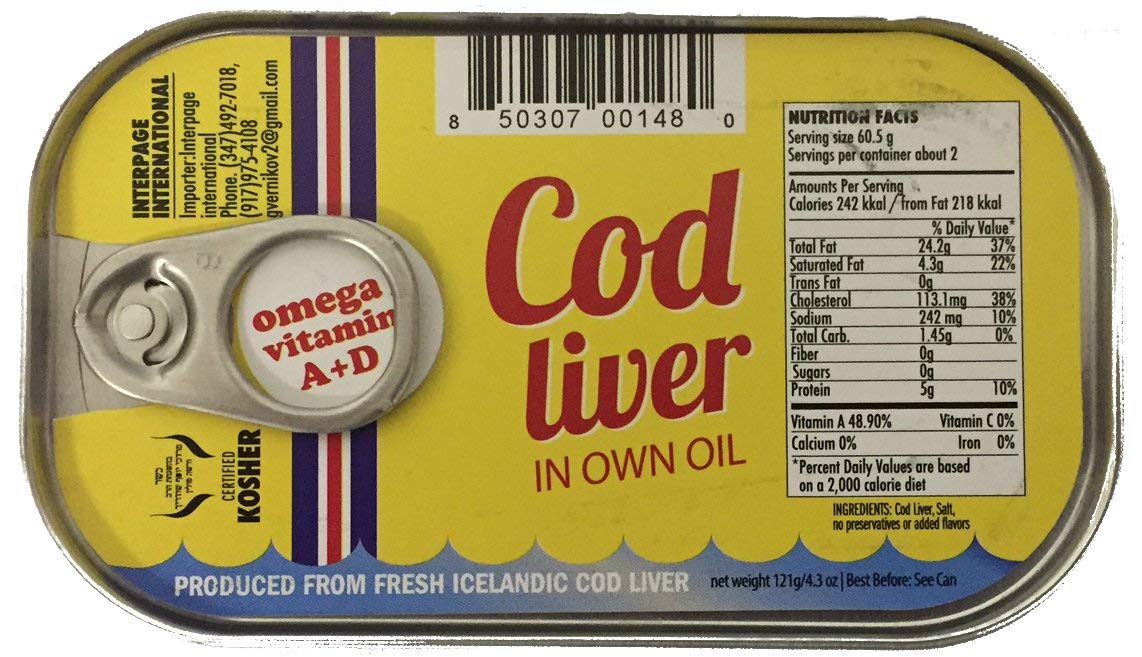 INTERPAGE
INTERNATIONAL
Importer:Interpage
international
Phone. (347)492-7018,
(917)975-4108
gvernikov2@gmail.com
8 50307 00148 0
omega
vitamin
A+D
Cod
liver
IN OWN OIL
CERTIFIED
KOSHER
NUTRITION FACTS
Serving size 60.5 g
Servings per container about 2
Amounts Per Serving
Calories 242 kkal / from Fat 218 kkal
% Daily Value*
Total Fat 24.2g 37%
Saturated Fat 4.3g 22%
Trans Fat 0g
Cholesterol 113.1mg 38%
Sodium 242 mg 10%
Total Carb. 1.45g 0%
Fiber 0g
Sugars 0g
Protein 5g 10%
Vitamin A 48.90% Vitamin C 0%
Calcium 0% Iron 0%
*Percent Daily Values are based
on a 2,000 calorie diet
INGREDIENTS: Cod Liver, Salt,
no preservatives or added flavors
PRODUCED FROM FRESH ICELANDIC COD LIVER
net weight 121g/4.3 oz | Best Before: See Can